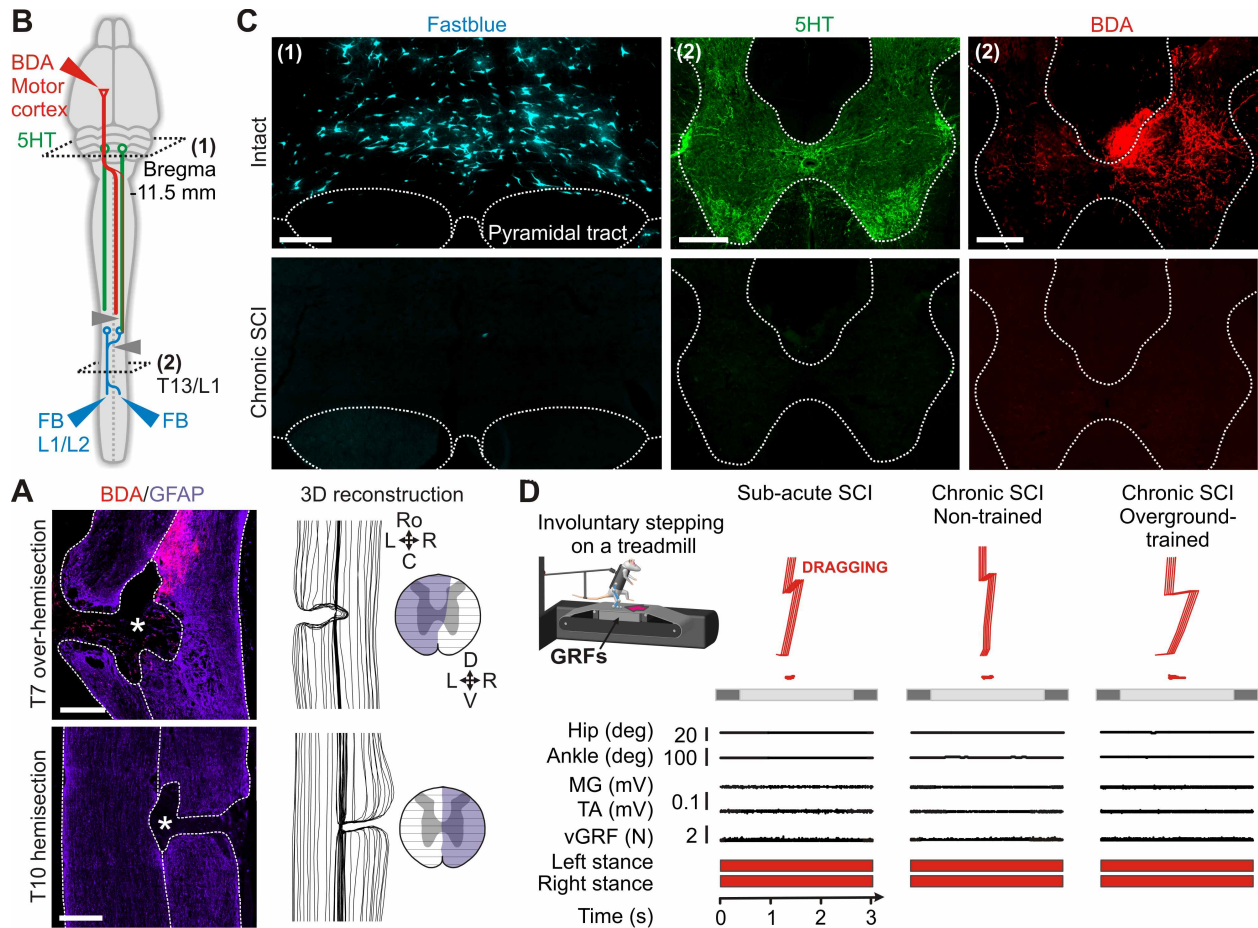 B
BDA
Motor
cortex
5HT
(1)
Bregma
-11.5 mm
(2)
T13/L1
FB
L1/L2
FB
C
Fastblue
5HT
BDA
(1)
(2)
(2)
Intact
Pyramidal tract
Chronic SCI
A
BDA/GFAP
3D reconstruction
T7 over-hemisection
*
Ro
L R
C
D
L R
V
T10 hemisection
*
D
Involuntary stepping
on a treadmill
GRFs
Sub-acute SCI
Chronic SCI
Non-trained
Chronic SCI
Overground-
trained
DRAGGING
Hip (deg)
20
Ankle (deg)
100
MG (mV)
0.1
TA (mV)
vGRF (N)
2
Left stance
Right stance
Time (s)
0 1 2 3